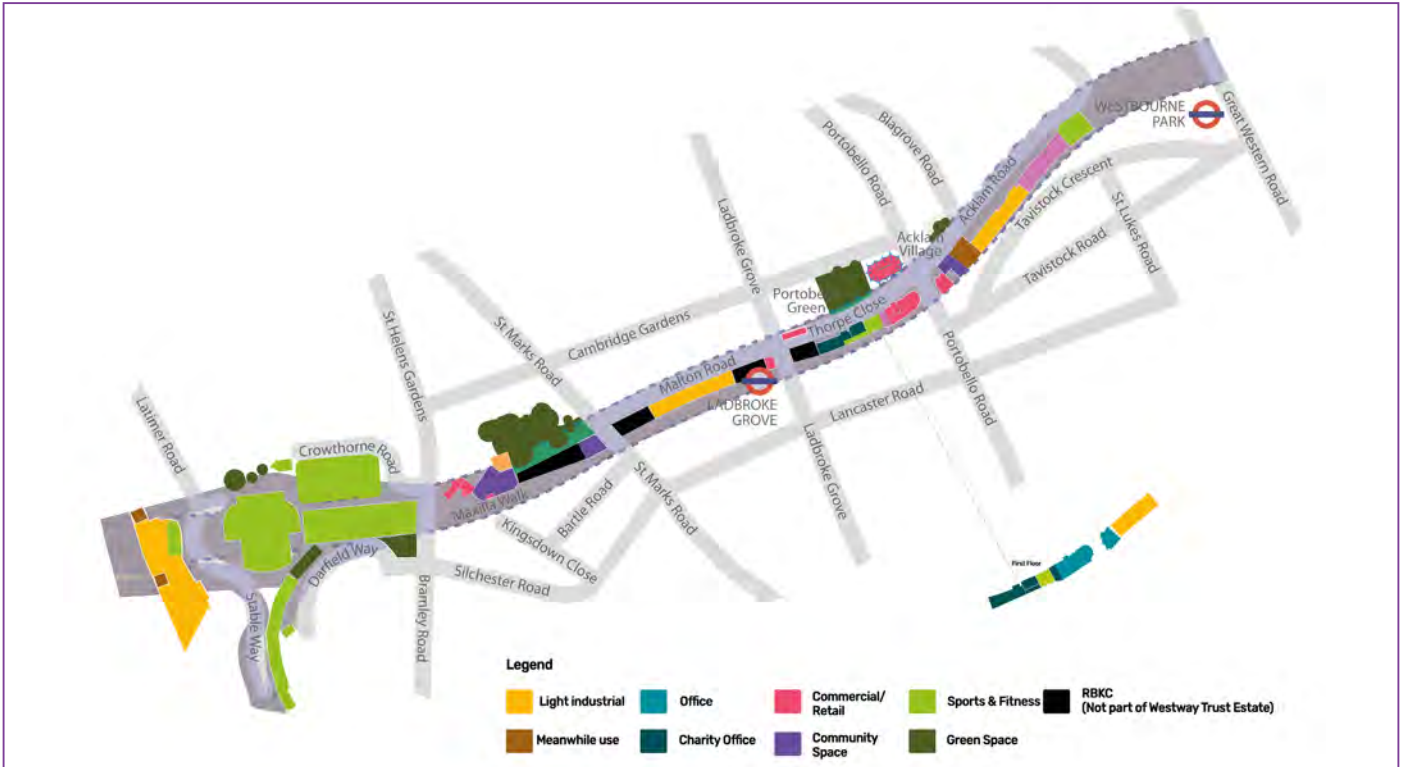 WESTBOURNE
PARK
Great Western Road
Blagrove Road
Portobello Road
Acklam Road
Tavistock Crescent
St Lukes Road
Ladbroke Grove
Acklam
Village
Tavistock Road
Portobe
Green
Thorpe Close
St Helens Gardens
St Marks Road
Cambridge Gardens
Malton Road
Portobello Road
LADBROKE
GROVE
Lancaster Road
Latimer Road
Crowthorne Road
Ladbroke Grove
St Marks Road
Maxilla Walk
Bartle Road
Kingsdown Close
Darfield Way
Silchester Road
Bramley Road
Stable Way
First Floor
Legend
Light industrial
Office
Commercial/
Retail
Sports & Fitness
RBKC
(Not part of Westway Trust Estate)
Meanwhile use
Charity Office
Community
Space
Green Space